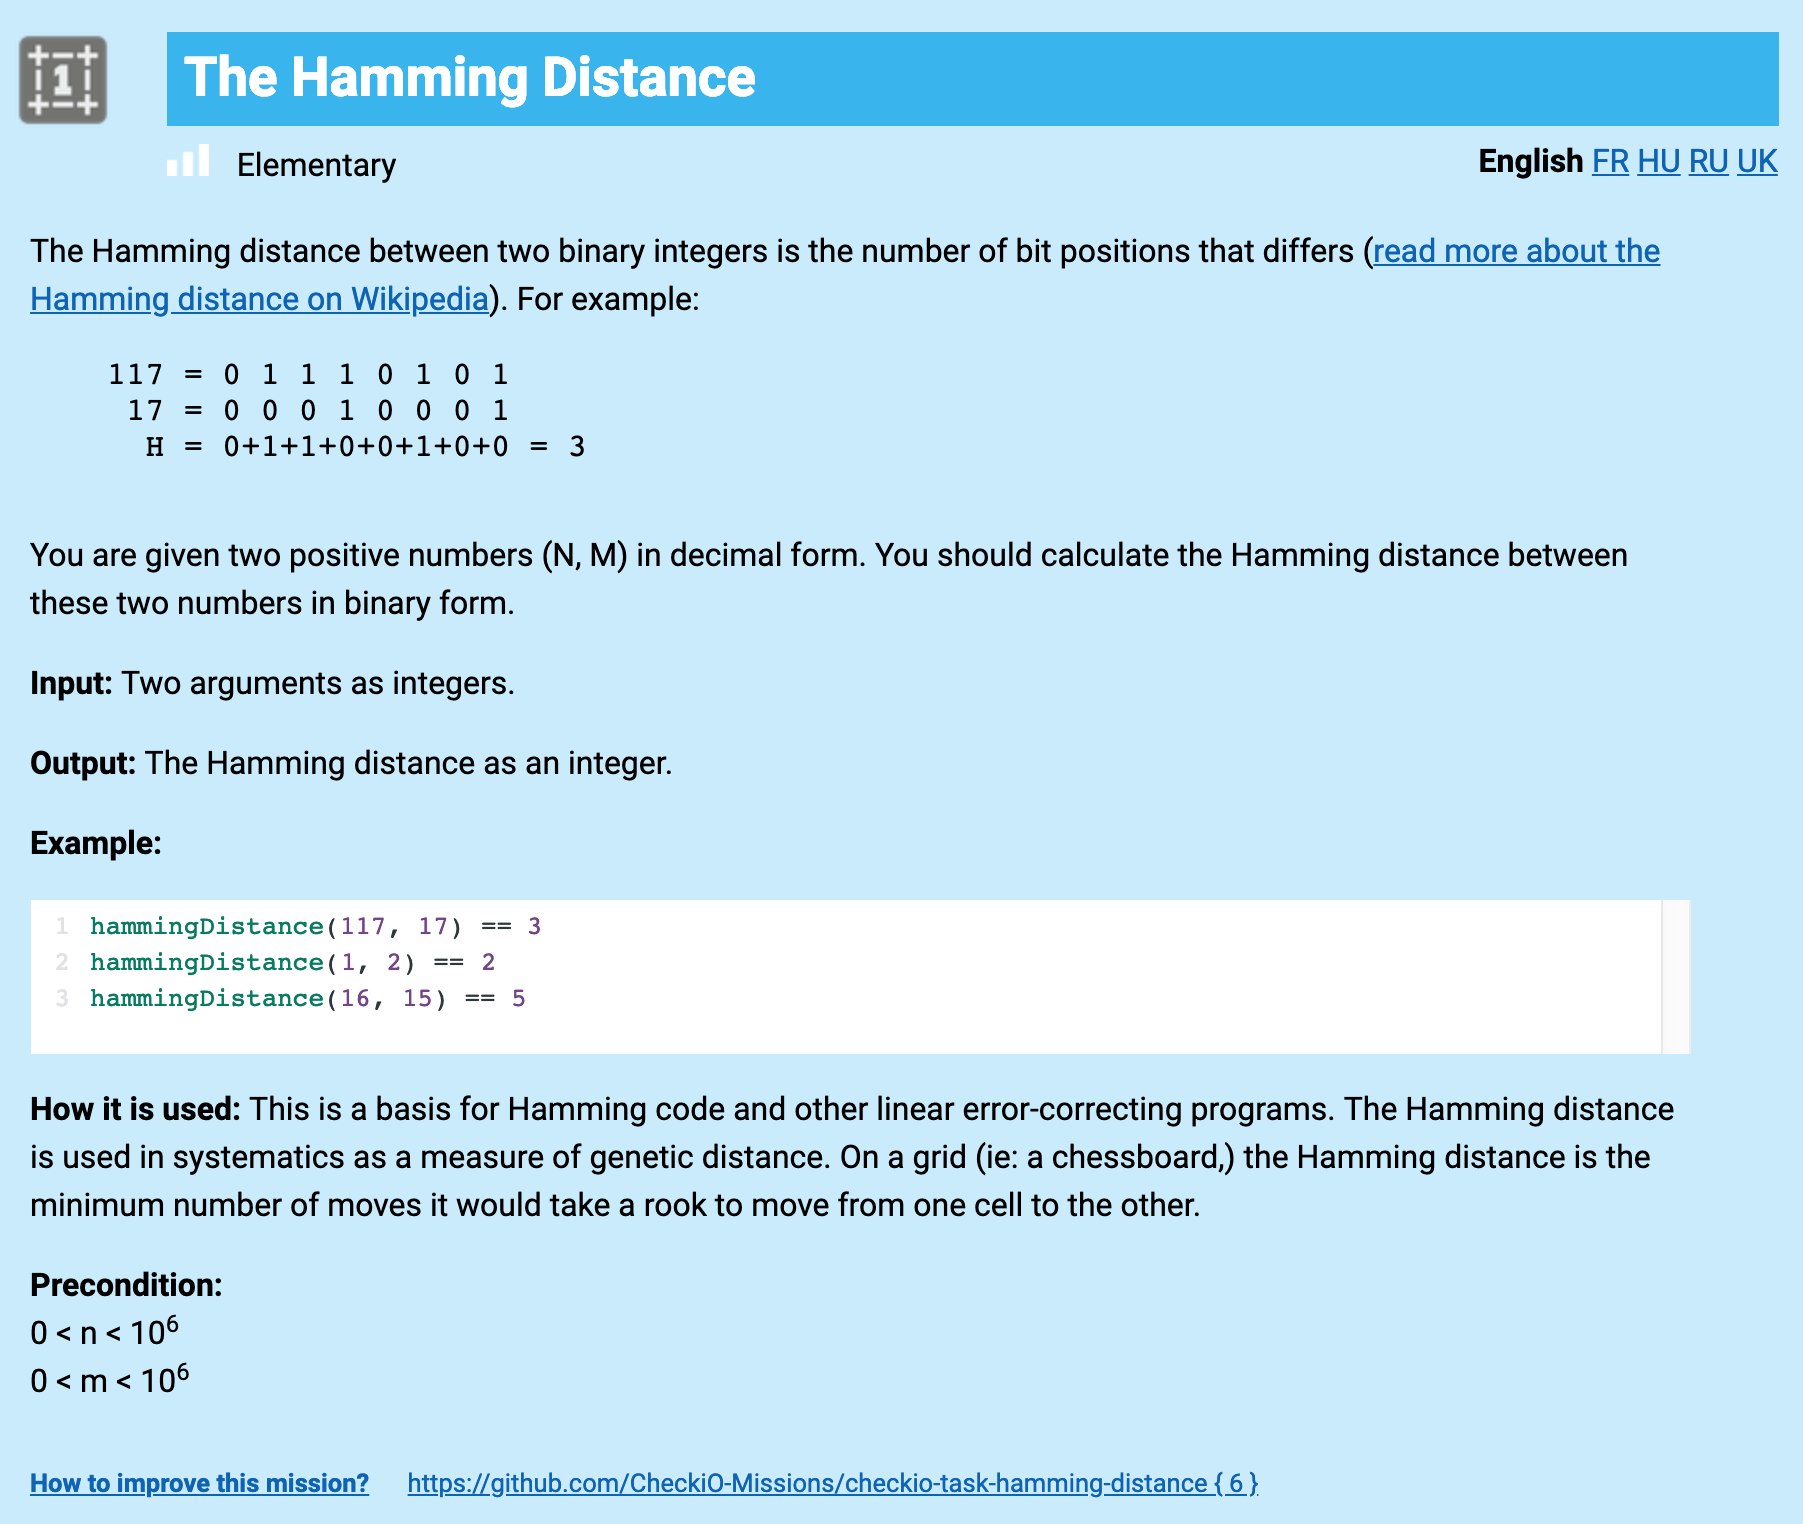 1
The Hamming Distance
Elementary
English FR HU RU UK
The Hamming distance between two binary integers is the number of bit positions that differs (read more about the
Hamming distance on Wikipedia). For example:
117 = 0 1 1 1 0 1 0 1
17 = 0 0 0 1 0 0 0 1
H = 0+1+1+0+0+1+0+0 = 3
You are given two positive numbers (N, M) in decimal form. You should calculate the Hamming distance between
these two numbers in binary form.
Input: Two arguments as integers.
Output: The Hamming distance as an integer.
Example:
1 hammingDistance(117, 17) == 3
2 hammingDistance(1, 2) == 2
3 hammingDistance(16, 15) == 5
How it is used: This is a basis for Hamming code and other linear error-correcting programs. The Hamming distance
is used in systematics as a measure of genetic distance. On a grid (ie: a chessboard,) the Hamming distance is the
minimum number of moves it would take a rook to move from one cell to the other.
Precondition:
0 < n < 10⁶
0 < m < 10⁶
How to improve this mission? https://github.com/CheckiO-Missions/checkio-task-hamming-distance { 6 }